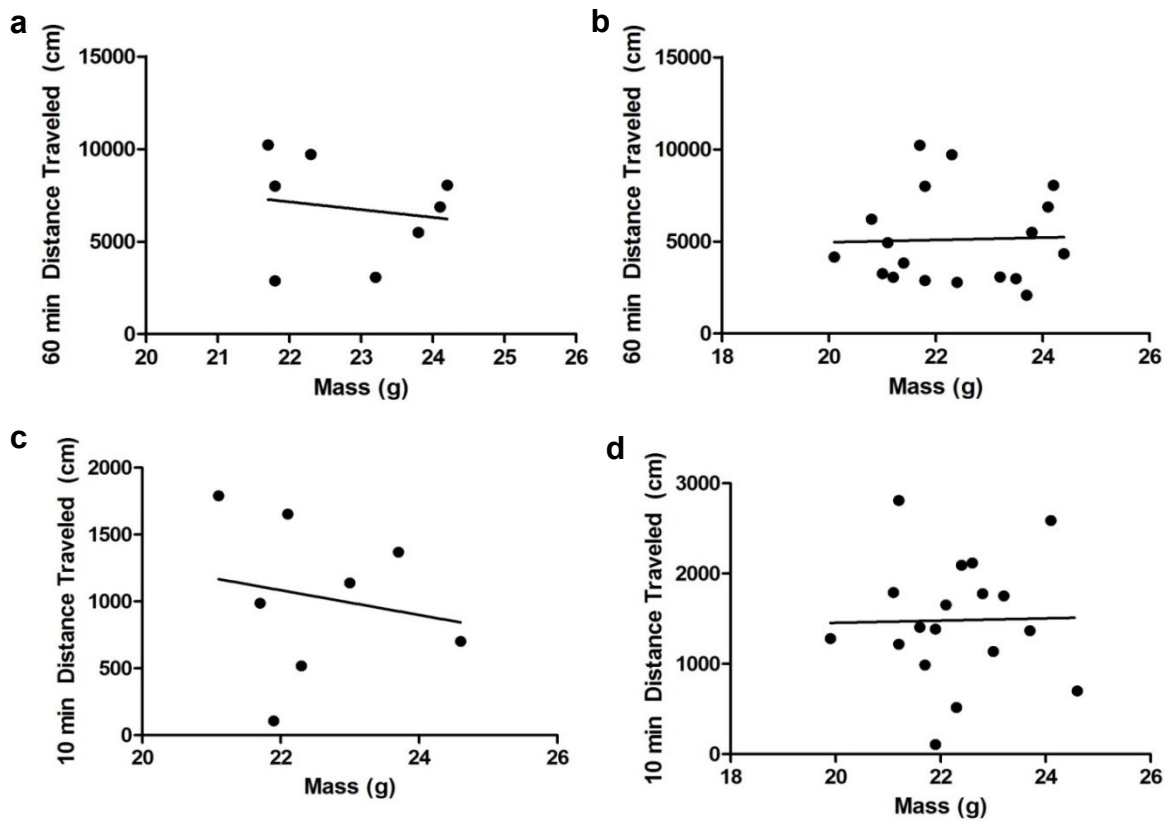 a
60 min Distance Traveled (cm)
15000
10000
5000
0
20 21 22 23 24 25 26
Mass (g)
b
60 min Distance Traveled (cm)
15000
10000
5000
0
18 20 22 24 26
Mass (g)
c
10 min Distance Traveled (cm)
2000
1500
1000
500
0
20 22 24 26
Mass (g)
d
10 min Distance Traveled (cm)
3000
2000
1000
0
18 20 22 24 26
Mass (g)